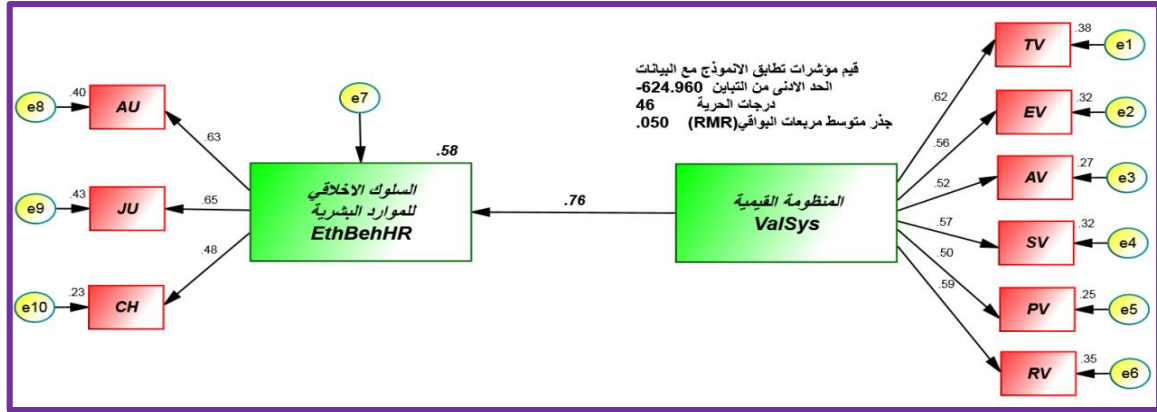 .38
TV
e1
قيم مؤشرات تطابق الانموذج مع البيانات
الحد الادنى من التباين 624.960-
درجات الحرية 46
جذر متوسط مربعات البواقي(RMR) .050
.62
.32
EV
e2
.56
.27
AV
e3
.52
.32
SV
e4
.57
.25
PV
e5
.50
.35
RV
e6
.59
المنظومة القيمية
ValSys
.76
e7
.58
السلوك الاخلاقي
للموارد البشرية
EthBehHR
e8
.40
AU
.63
e9
.43
JU
.65
e10
.23
CH
.48